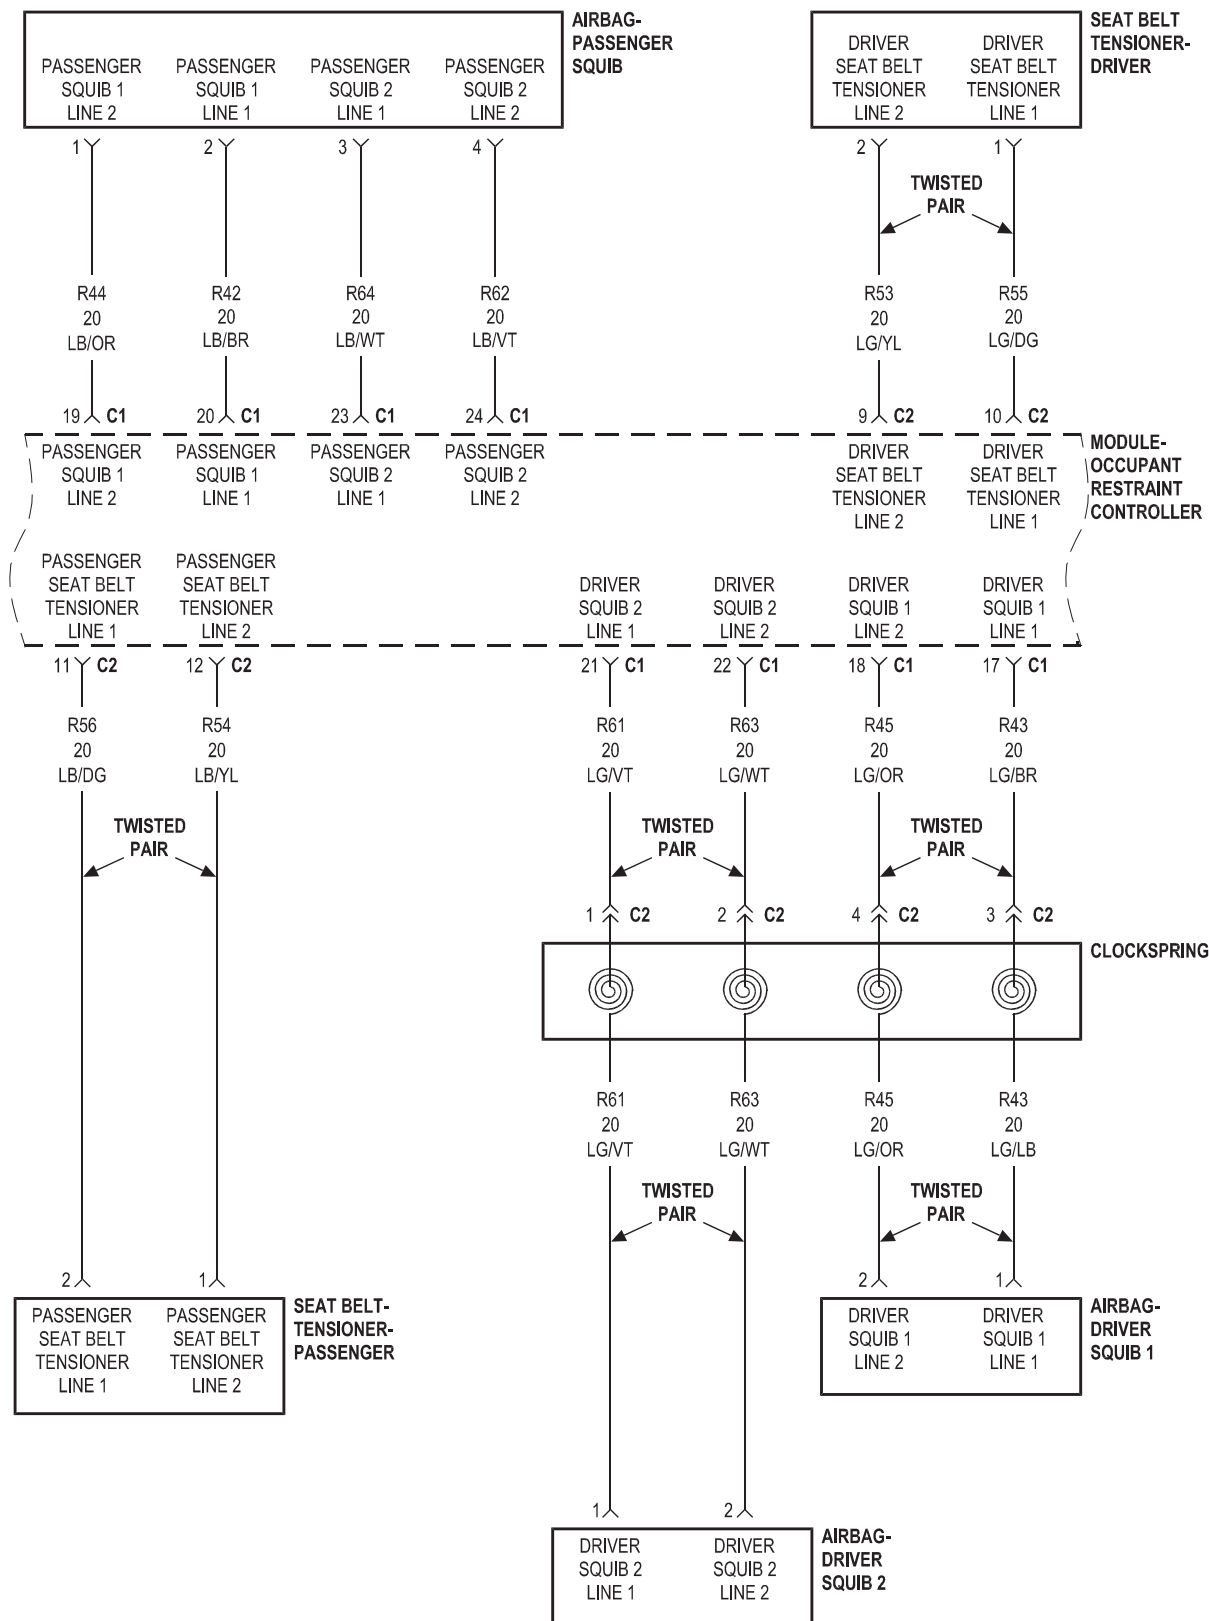 AIRBAG-
PASSENGER
SQUIB
PASSENGER
SQUIB 1
LINE 2
PASSENGER
SQUIB 1
LINE 1
PASSENGER
SQUIB 2
LINE 1
PASSENGER
SQUIB 2
LINE 2
SEAT BELT
TENSIONER-
DRIVER
DRIVER
SEAT BELT
TENSIONER
LINE 2
DRIVER
SEAT BELT
TENSIONER
LINE 1
1
2
3
4
2
1
TWISTED
PAIR
R44
20
LB/OR
R42
20
LB/BR
R64
20
LB/WT
R62
20
LB/VT
R53
20
LG/YL
R55
20
LG/DG
19 C1
20 C1
23 C1
24 C1
9 C2
10 C2
MODULE-
OCCUPANT
RESTRAINT
CONTROLLER
PASSENGER
SQUIB 1
LINE 2
PASSENGER
SQUIB 1
LINE 1
PASSENGER
SQUIB 2
LINE 1
PASSENGER
SQUIB 2
LINE 2
DRIVER
SEAT BELT
TENSIONER
LINE 2
DRIVER
SEAT BELT
TENSIONER
LINE 1
PASSENGER
SEAT BELT
TENSIONER
LINE 1
PASSENGER
SEAT BELT
TENSIONER
LINE 2
DRIVER
SQUIB 2
LINE 1
DRIVER
SQUIB 2
LINE 2
DRIVER
SQUIB 1
LINE 2
DRIVER
SQUIB 1
LINE 1
11 C2
12 C2
21 C1
22 C1
18 C1
17 C1
R56
20
LB/DG
R54
20
LB/YL
R61
20
LG/VT
R63
20
LG/WT
R45
20
LG/OR
R43
20
LG/BR
TWISTED
PAIR
TWISTED
PAIR
TWISTED
PAIR
1 C2
2 C2
4 C2
3 C2
CLOCKSPRING
R61
20
LG/VT
R63
20
LG/WT
R45
20
LG/OR
R43
20
LG/LB
TWISTED
PAIR
TWISTED
PAIR
2
1
2
1
PASSENGER
SEAT BELT
TENSIONER
LINE 1
PASSENGER
SEAT BELT
TENSIONER
LINE 2
SEAT BELT-
TENSIONER-
PASSENGER
DRIVER
SQUIB 1
LINE 2
DRIVER
SQUIB 1
LINE 1
AIRBAG-
DRIVER
SQUIB 1
1
2
DRIVER
SQUIB 2
LINE 1
DRIVER
SQUIB 2
LINE 2
AIRBAG-
DRIVER
SQUIB 2